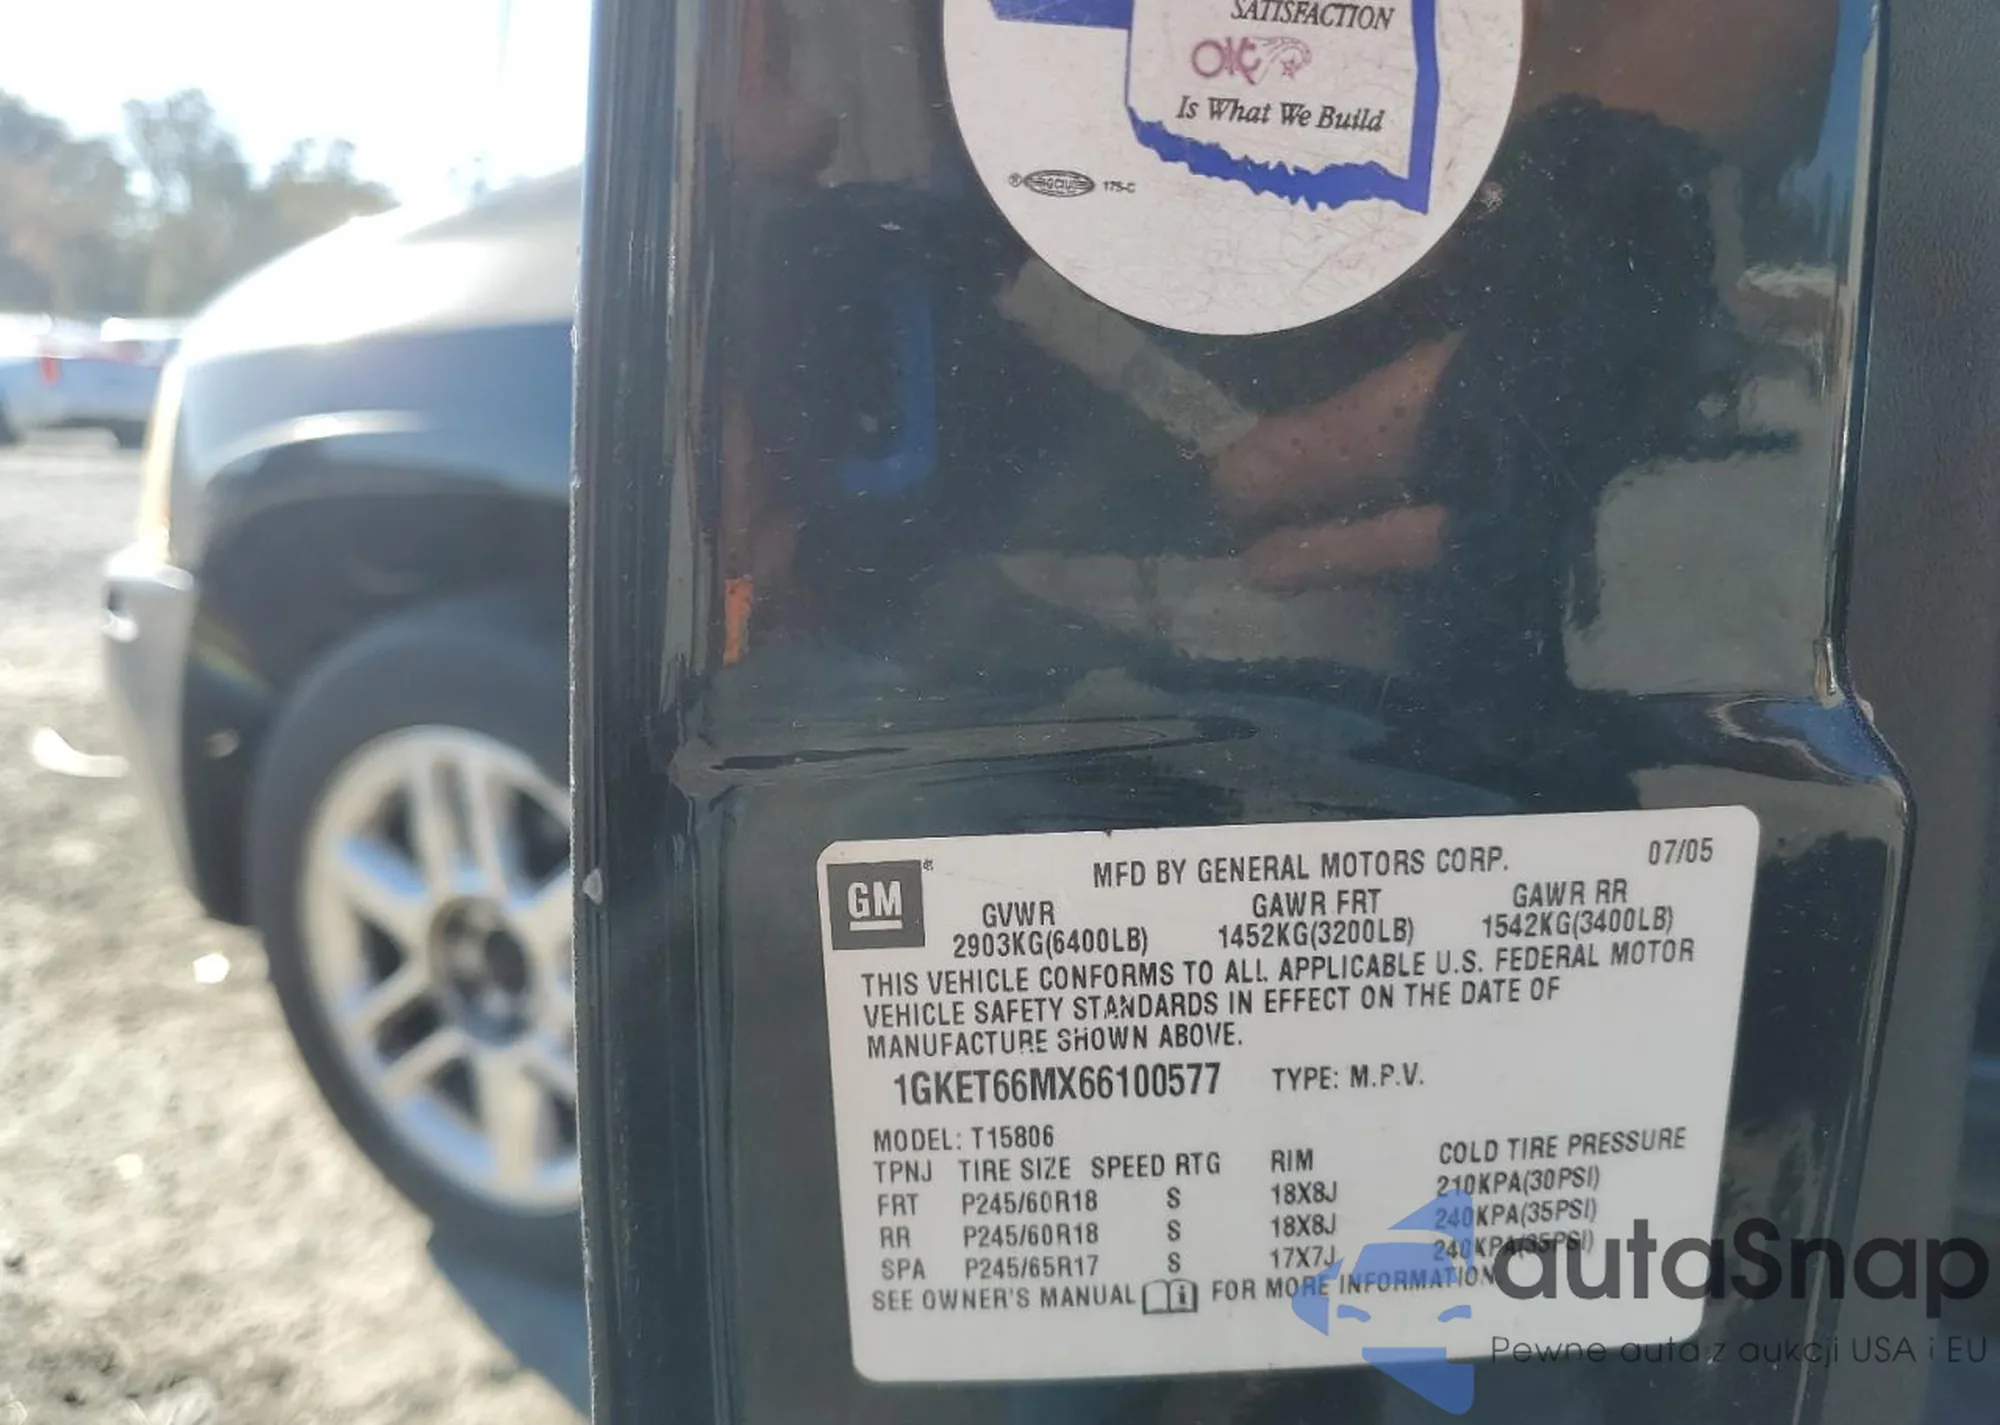 SATISFACTION
OKC
Is What We Build
® 175-C
GM
MFD BY GENERAL MOTORS CORP. 07/05
GVWR GAWR FRT GAWR RR
2903KG(6400LB) 1452KG(3200LB) 1542KG(3400LB)
THIS VEHICLE CONFORMS TO ALL APPLICABLE U.S. FEDERAL MOTOR
VEHICLE SAFETY STANDARDS IN EFFECT ON THE DATE OF
MANUFACTURE SHOWN ABOVE.
1GKET66MX66100577 TYPE: M.P.V.
MODEL: T15806
TPNJ TIRE SIZE SPEED RTG RIM COLD TIRE PRESSURE
FRT P245/60R18 S 18X8J 210KPA(30PSI)
RR P245/60R18 S 18X8J 240KPA(35PSI)
SPA P245/65R17 S 17X7J 240KPA(35PSI)
SEE OWNER'S MANUAL i FOR MORE INFORMATION.
autaSnap
Pewne auta z aukcji USA i EU